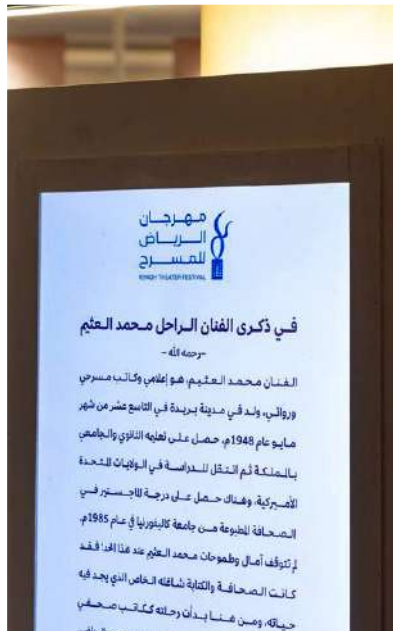 مهرجان
الرياض
للمسرح
RIYADH THEATER FESTIVAL
في ذكرى الفنان الراحل محمد العثيم
-رحمه الله-
الفنان محمد العثيم، هو إعلامي وكاتب مسرحي
وروائي، ولد في مدينة بريدة في التاسع عشر من شهر
مايو عام 1948م، حصل على تعليمه الثانوي والجامعي
بالمملكة ثم انتقل للدراسة في الولايات المتحدة
الأميركية، وهناك حصل على درجة الماجستير في
الصحافة المطبوعة من جامعة كاليفورنيا في عام 1985م.
لم تتوقف آمال وطموحات محمد العثيم عند هذا الحد! فقد
كانت الصحافة والكتابة شاغله الخاص الذي يجد فيه
حياته، ومن هنا بدأت رحلته ككاتب صحفي